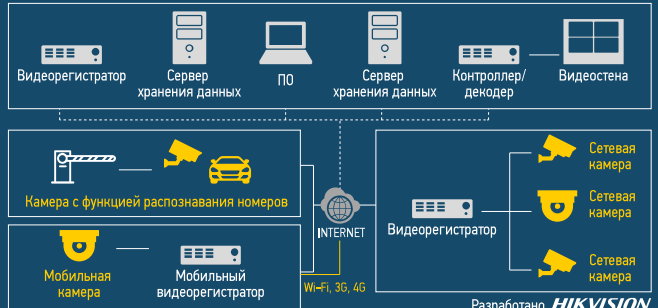 Видеорегистратор
Сервер
хранения данных
ПО
Сервер
хранения данных
Контроллер/
декодер
Видеостена
Камера с функцией распознавания номеров
INTERNET
Видеорегистратор
Сетевая
камера
Сетевая
камера
Сетевая
камера
Мобильная
камера
Мобильный
видеорегистратор
Wi-Fi, 3G, 4G
Разработано HIKVISION